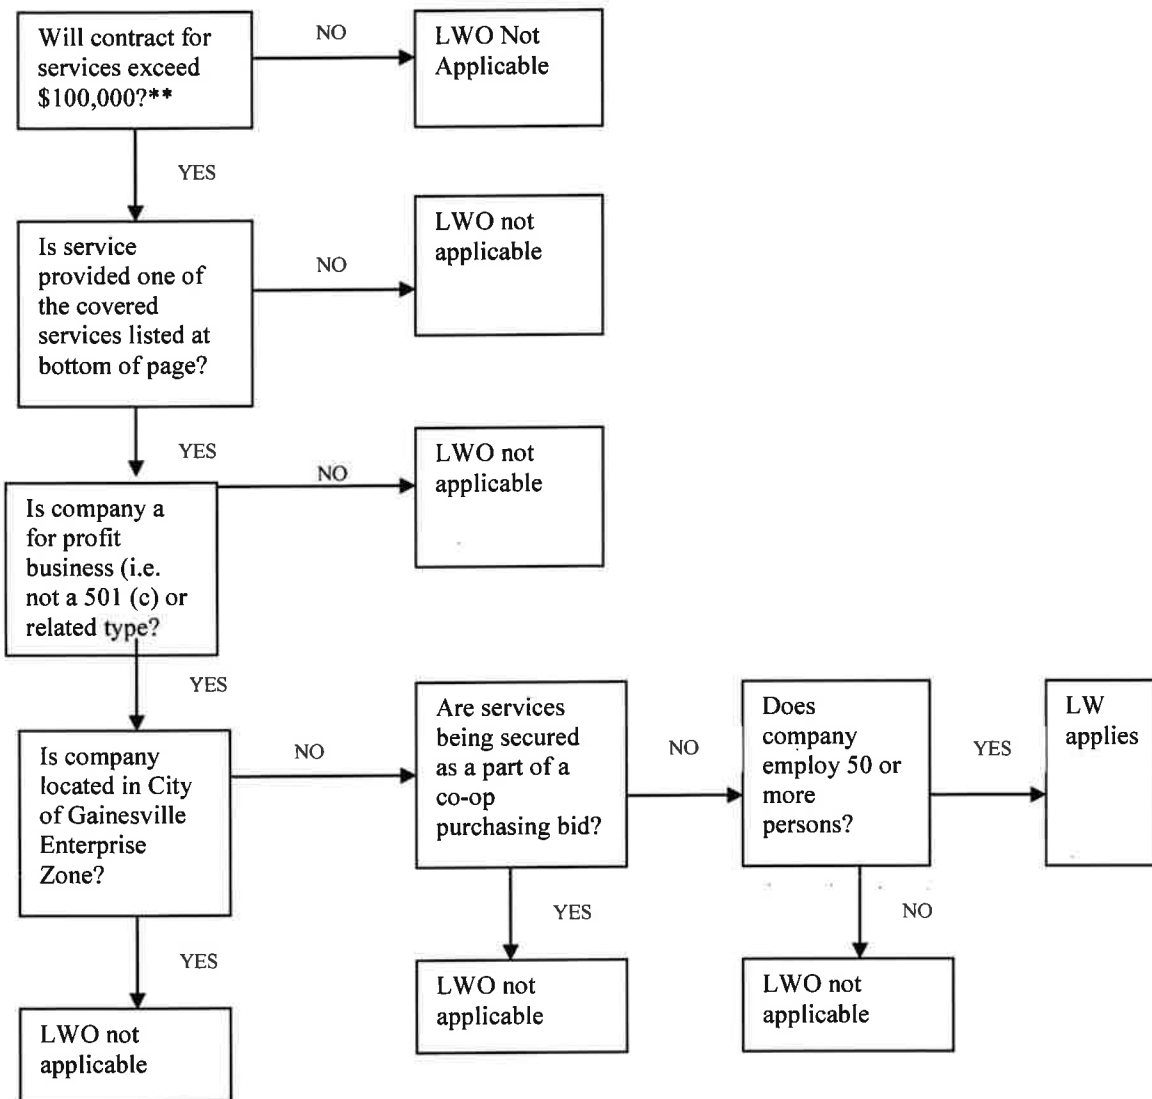 Will contract for
services exceed
$100,000?**
NO
LWO Not
Applicable
YES
Is service
provided one of
the covered
services listed at
bottom of page?
NO
LWO not
applicable
YES
NO
LWO not
applicable
Is company a
for profit
business (i.e.
not a 501 (c) or
related type?
YES
Is company
located in City
of Gainesville
Enterprise
Zone?
NO
Are services
being secured
as a part of a
co-op
purchasing bid?
NO
Does
company
employ 50 or
more
persons?
YES
LW
applies
YES
LWO not
applicable
YES
LWO not
applicable
NO
LWO not
applicable